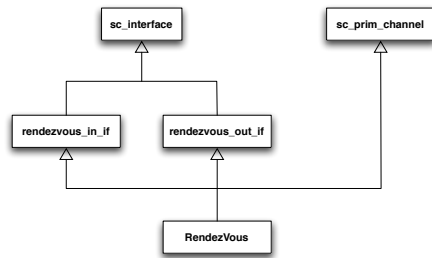 sc_interface
sc_prim_channel
rendezvous_in_if
rendezvous_out_if
RendezVous